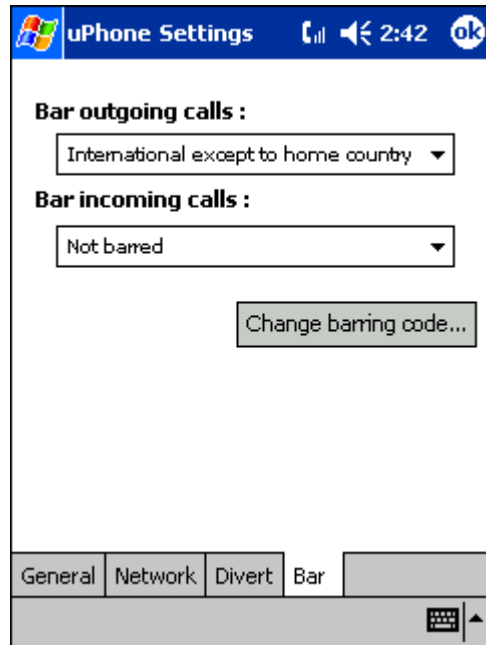 uPhone Settings 2:42 ok
Bar outgoing calls :
International except to home country
Bar incoming calls :
Not barred
Change barring code...
General Network Divert Bar